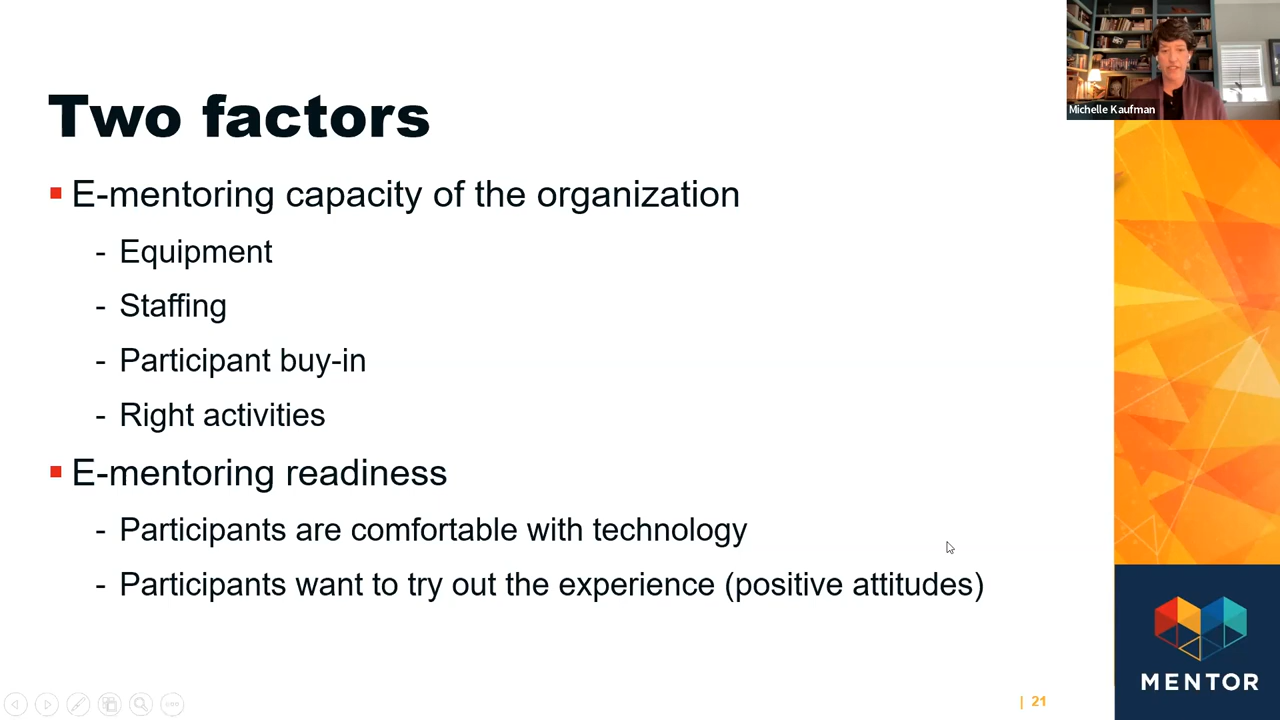 Michelle Kaufman
Two factors
▪ E-mentoring capacity of the organization
- Equipment
- Staffing
- Participant buy-in
- Right activities
▪ E-mentoring readiness
- Participants are comfortable with technology
- Participants want to try out the experience (positive attitudes)
| 21
MENTOR